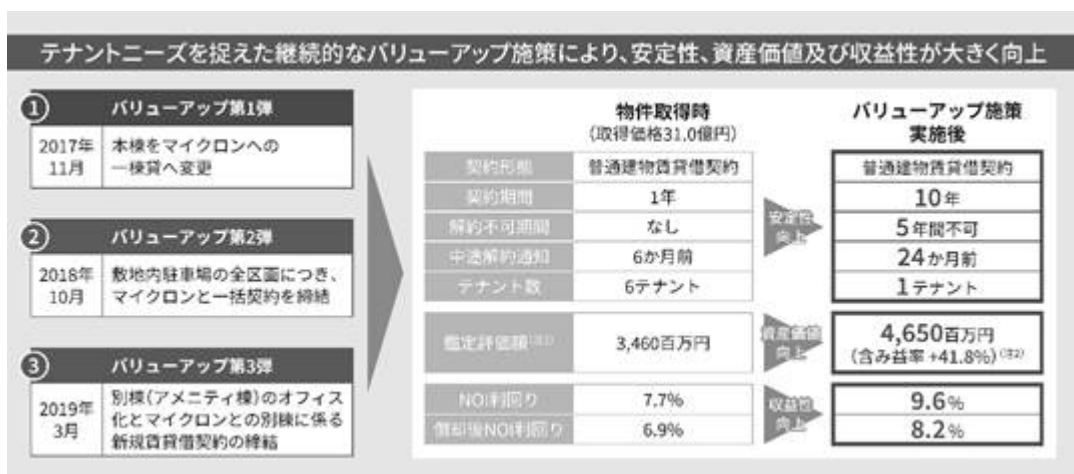 テナントニーズを捉えた継続的なバリューアップ施策により、安定性、資産価値及び収益性が大きく向上
1 バリューアップ第1弾
2017年
11月
本棟をマイクロンへの
一棟貸へ変更
2 バリューアップ第2弾
2018年
10月
敷地内駐車場の全区画につき、
マイクロンと一括契約を締結
3 バリューアップ第3弾
2019年
3月
別棟(アメニティ棟)のオフィス
化とマイクロンとの別棟に係る
新規賃貸借契約の締結
物件取得時
(取得価格31.0億円)
バリューアップ施策
実施後
契約形態 普通建物賃貸借契約 普通建物賃貸借契約
契約期間 1年 10年
解約不可期間 なし 5年間不可
中途解約通知 6か月前 24か月前
テナント数 6テナント 1テナント
安定性
向上
鑑定評価額(注1) 3,460百万円
資産価値
向上
4,650百万円
(含み益率 +41.8%)(注2)
NOI利回り 7.7% 9.6%
償却後NOI利回り 6.9% 8.2%
収益性
向上